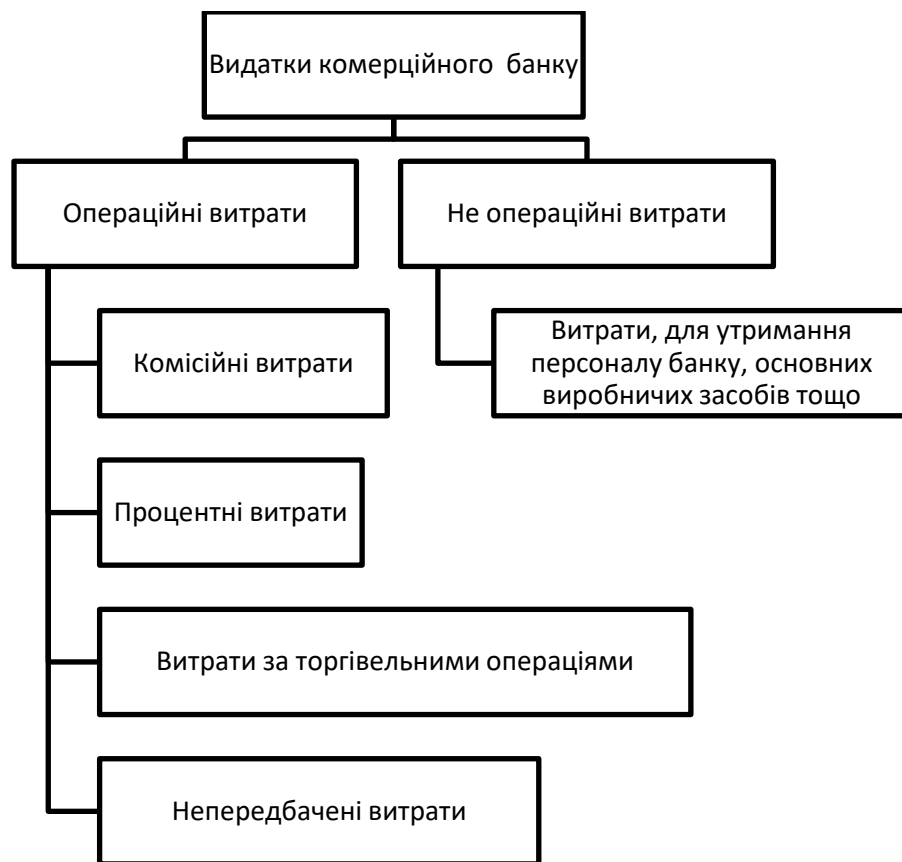 Видатки комерційного  банку
Операційні витрати
Не операційні витрати
Комісійні витрати
Витрати, для утримання
персоналу банку, основних
виробничих засобів тощо
Процентні витрати
Витрати за торгівельними операціями
Непередбачені витрати